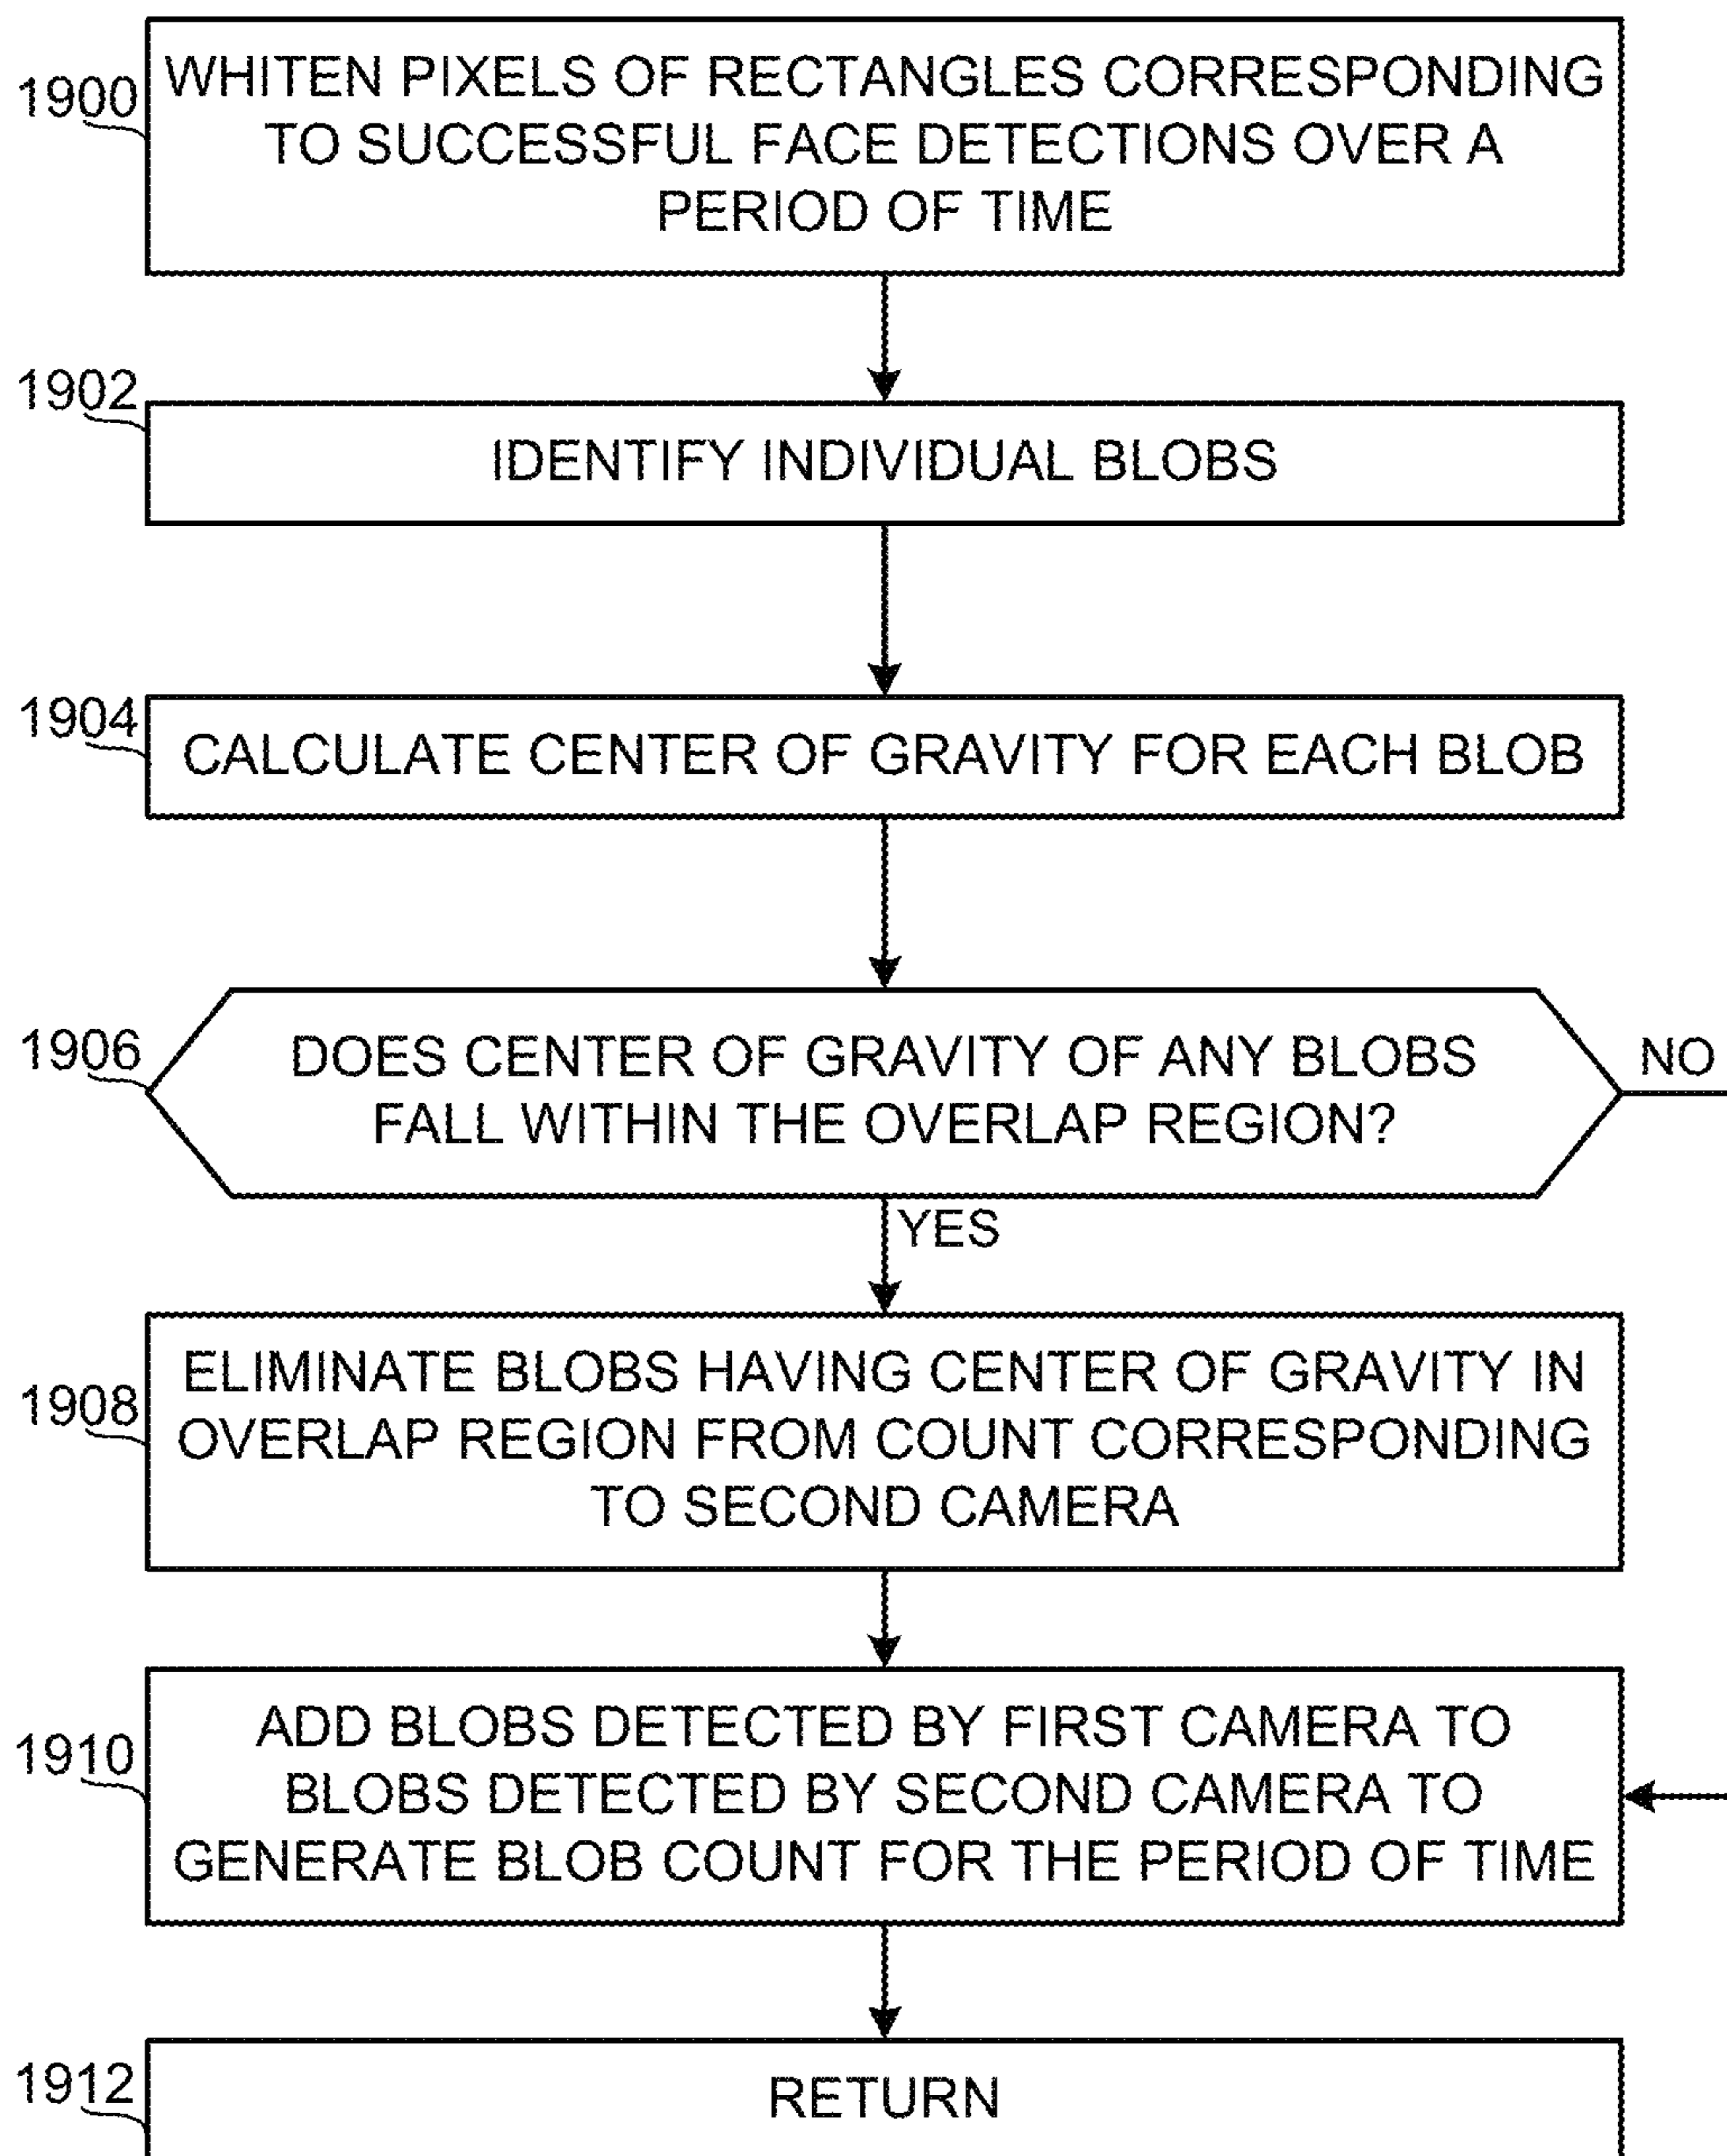 1900
WHITEN PIXELS OF RECTANGLES CORRESPONDING
TO SUCCESSFUL FACE DETECTIONS OVER A
PERIOD OF TIME
1902
IDENTIFY INDIVIDUAL BLOBS
1904
CALCULATE CENTER OF GRAVITY FOR EACH BLOB
1906
DOES CENTER OF GRAVITY OF ANY BLOBS
FALL WITHIN THE OVERLAP REGION?
NO
YES
1908
ELIMINATE BLOBS HAVING CENTER OF GRAVITY IN
OVERLAP REGION FROM COUNT CORRESPONDING
TO SECOND CAMERA
1910
ADD BLOBS DETECTED BY FIRST CAMERA TO
BLOBS DETECTED BY SECOND CAMERA TO
GENERATE BLOB COUNT FOR THE PERIOD OF TIME
1912
RETURN